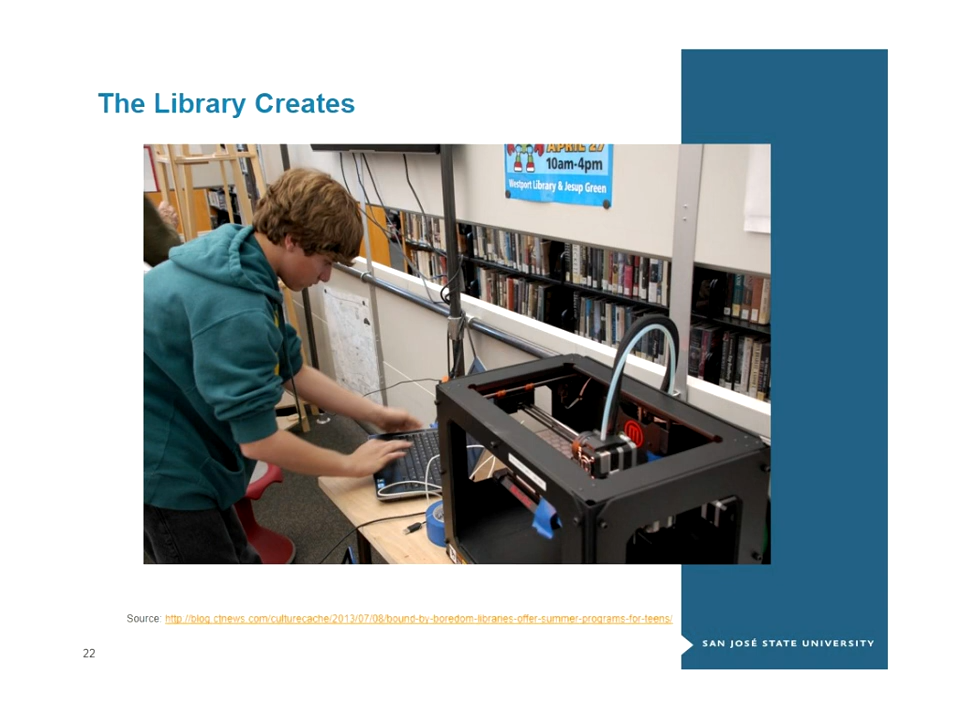 The Library Creates
APRIL 27
10am-4pm
Westport Library & Jesup Green
Source: http://blog.ctnews.com/culturecache/2013/07/08/bound-by-boredom-libraries-offer-summer-programs-for-teens/
22
SAN JOSÉ STATE UNIVERSITY